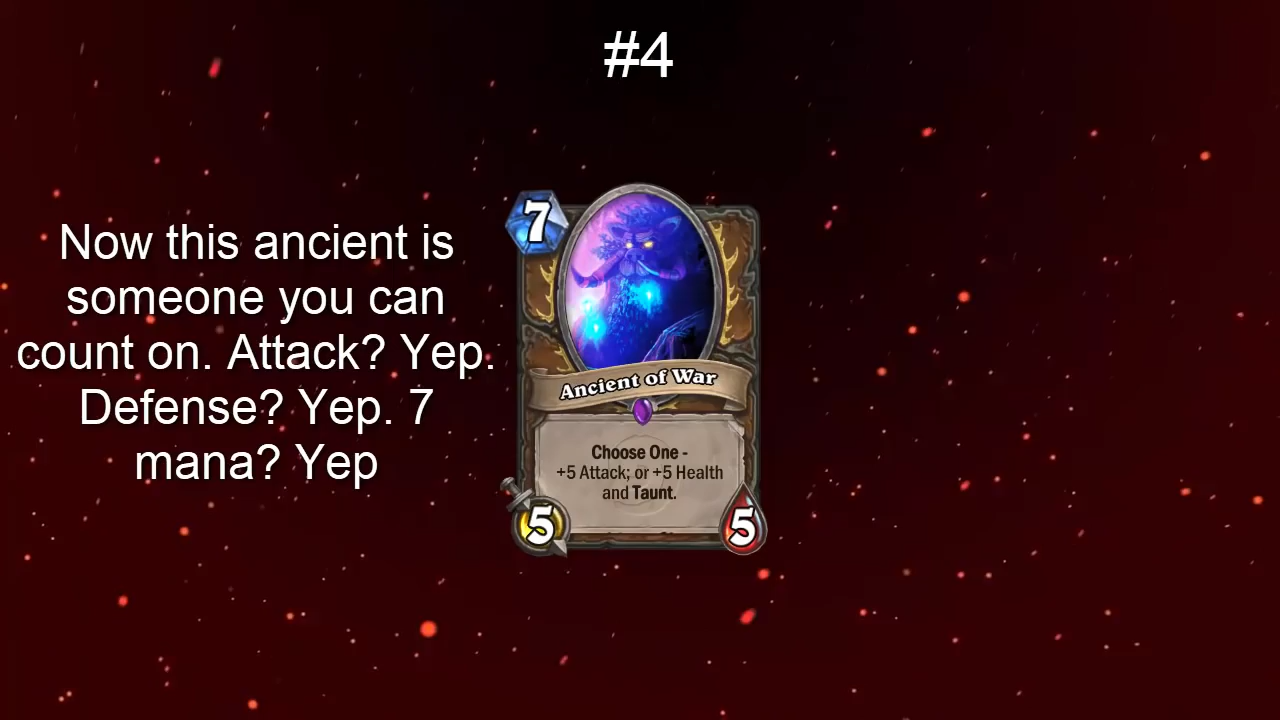 #4
Now this ancient is
someone you can
count on. Attack? Yep.
Defense? Yep. 7
mana? Yep
7
Ancient of War
Choose One -
+5 Attack; or +5 Health
and Taunt.
5
5